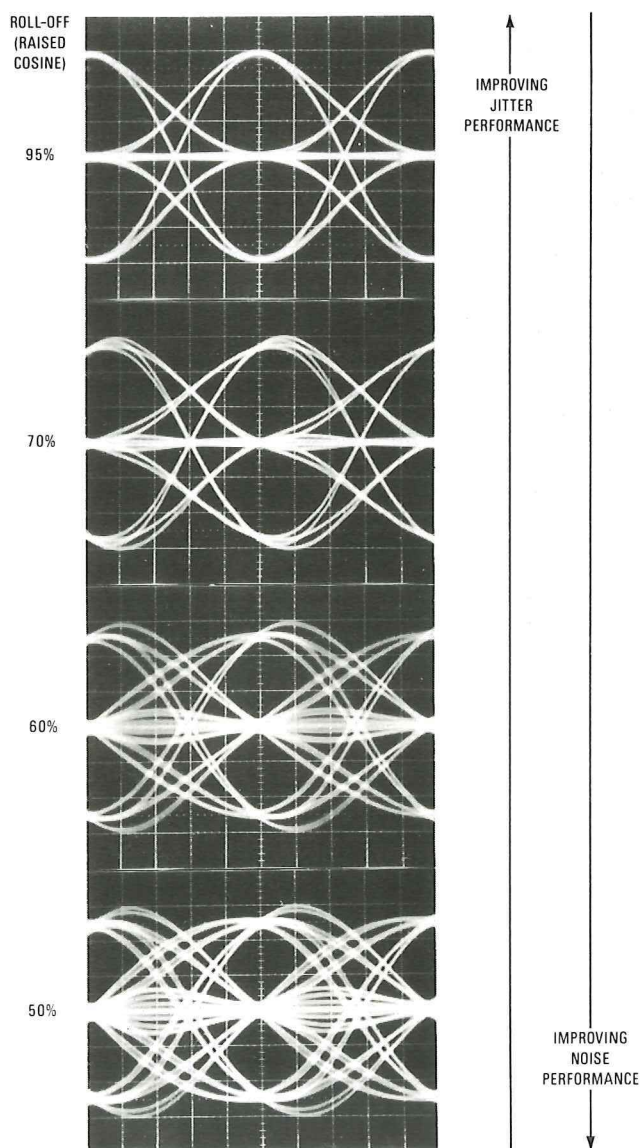 ROLL-OFF
(RAISED
COSINE)
IMPROVING
JITTER
PERFORMANCE
95%
70%
60%
50%
IMPROVING
NOISE
PERFORMANCE